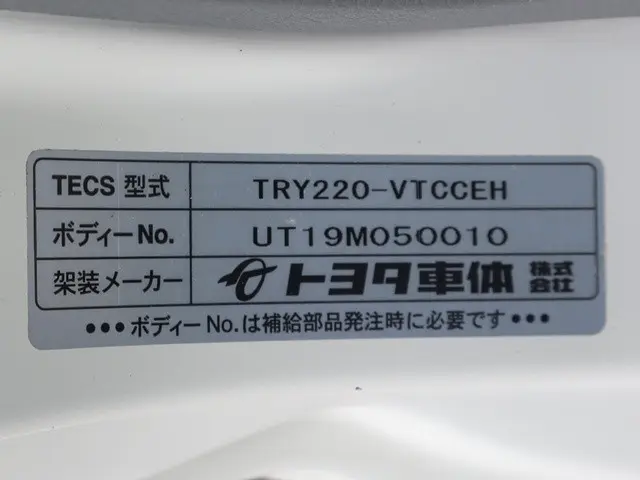 TECS 型式 TRY220-VTCCEH
ボディーNo. UT19M050010
架装メーカー トヨタ車体 株式会社
●●●ボディーNo.は補給部品発注時に必要です●●●